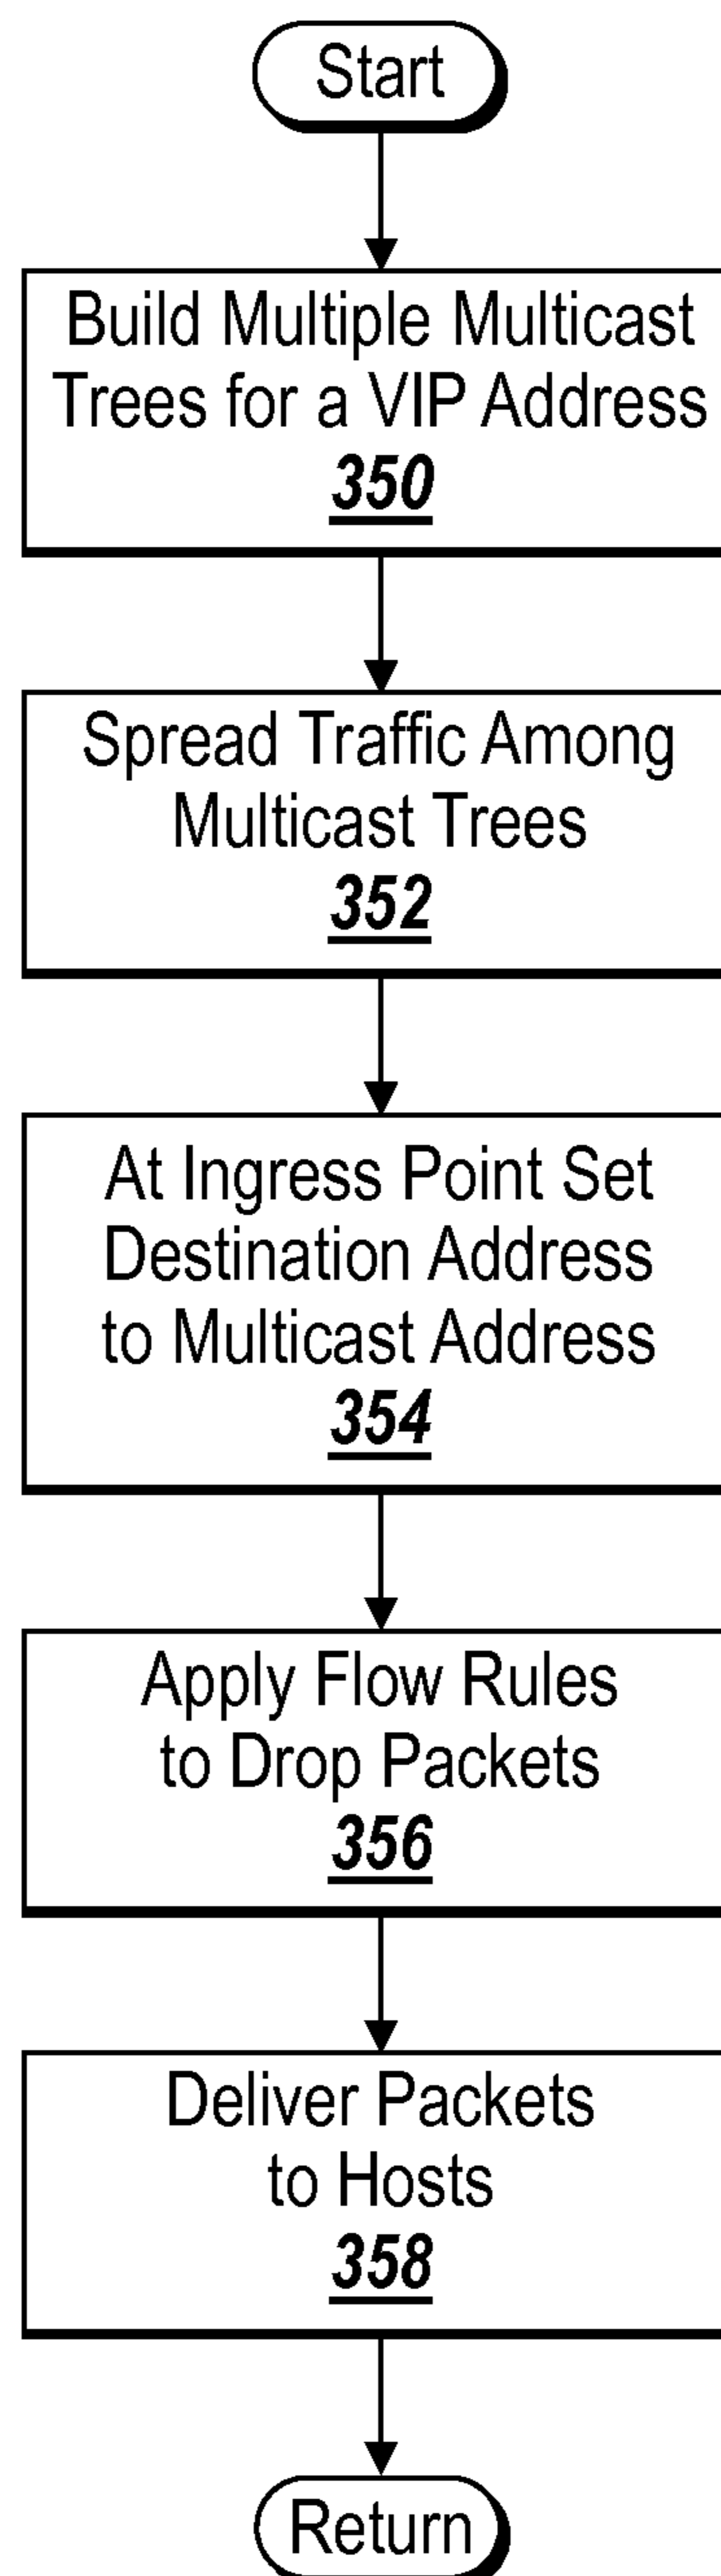 Start
Build Multiple Multicast
Trees for a VIP Address
350
Spread Traffic Among
Multicast Trees
352
At Ingress Point Set
Destination Address
to Multicast Address
354
Apply Flow Rules
to Drop Packets
356
Deliver Packets
to Hosts
358
Return